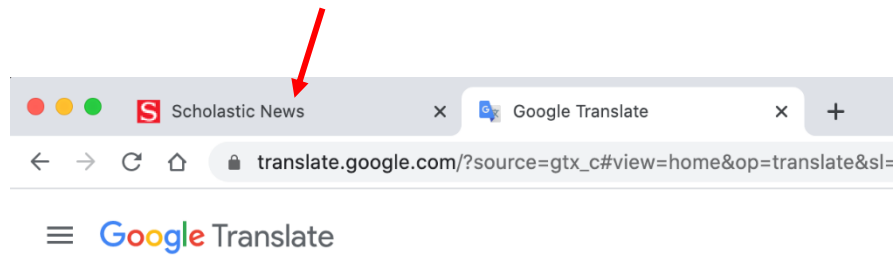 S Scholastic News
Google Translate
translate.google.com/?source=gtx_c#view=home&op=translate&sl=
Google Translate